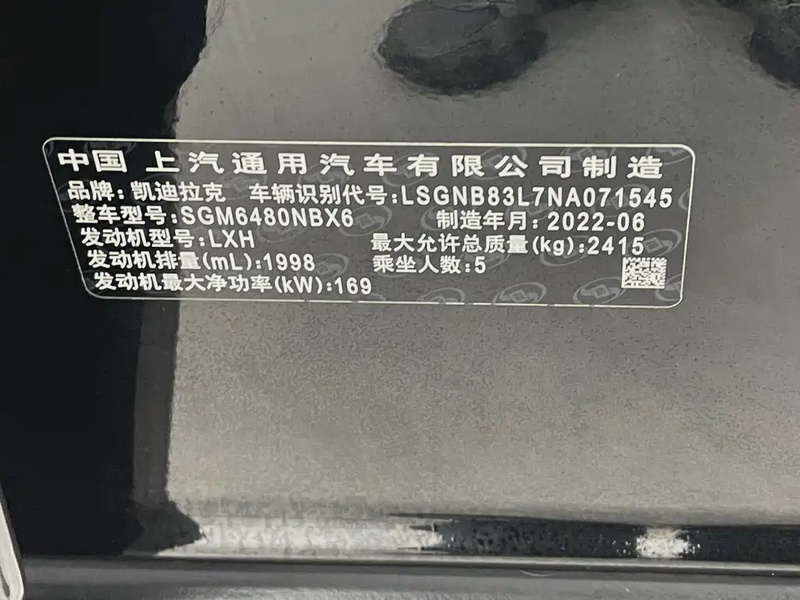 中国 上汽通用汽车有限公司制造
品牌: 凯迪拉克 车辆识别代号: LSGNB83L7NA071545
整车型号: SGM6480NBX6 制造年月: 2022-06
发动机型号: LXH 最大允许总质量(kg): 2415
发动机排量(mL): 1998 乘坐人数: 5
发动机最大净功率(kW): 169